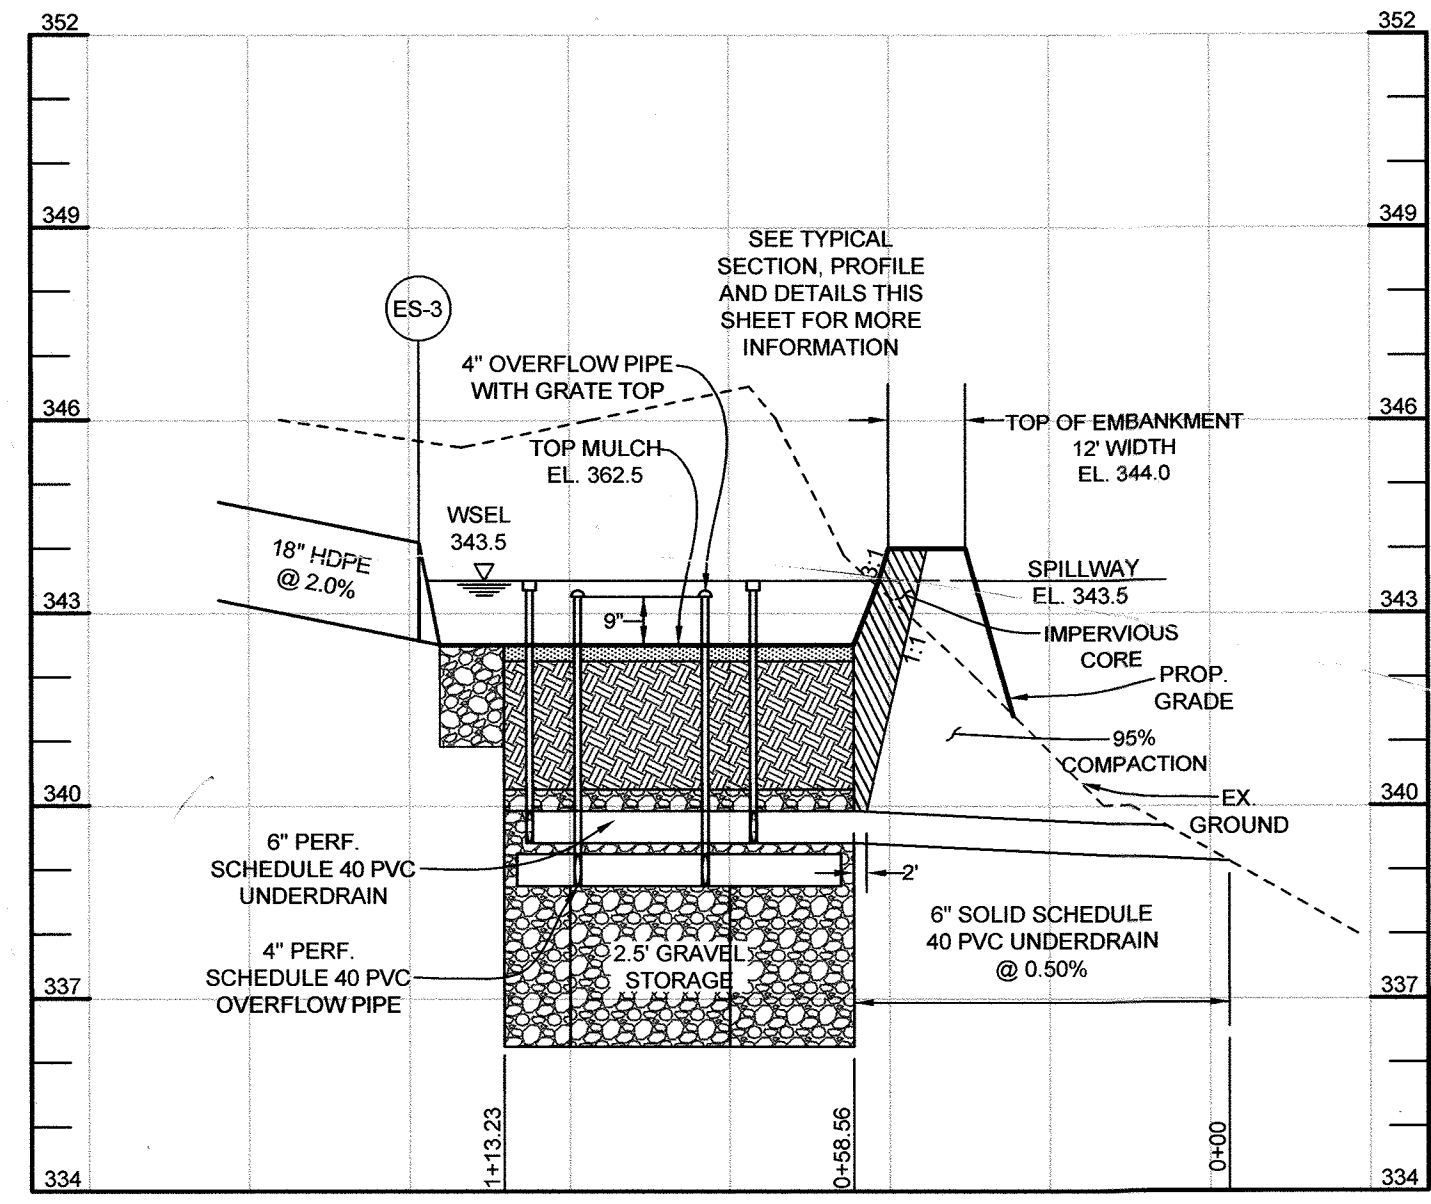 352
352
349
349
SEE TYPICAL
SECTION, PROFILE
AND DETAILS THIS
SHEET FOR MORE
INFORMATION
ES-3
4" OVERFLOW PIPE
WITH GRATE TOP
346
346
TOP OF EMBANKMENT
12' WIDTH
EL. 344.0
TOP MULCH
EL. 362.5
WSEL
343.5
18" HDPE
@ 2.0%
3:1
SPILLWAY
EL. 343.5
343
343
9"
IMPERVIOUS
CORE
1:1
PROP.
GRADE
95%
COMPACTION
340
340
EX.
GROUND
6" PERF.
SCHEDULE 40 PVC
UNDERDRAIN
2'
4" PERF.
SCHEDULE 40 PVC
OVERFLOW PIPE
2.5' GRAVEL
STORAGE
6" SOLID SCHEDULE
40 PVC UNDERDRAIN
@ 0.50%
337
337
1+13.23
0+58.56
0+00
334
334